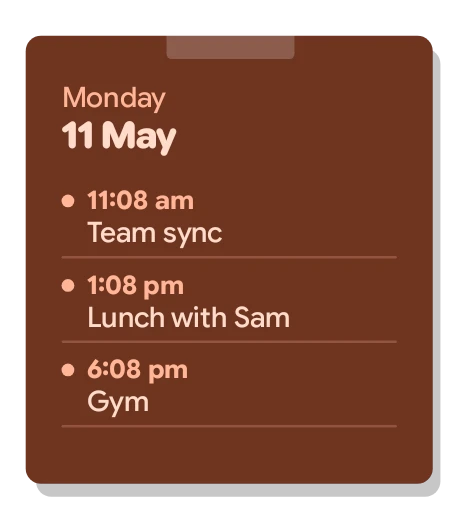 Monday
11 May
11:08 am
Team sync
1:08 pm
Lunch with Sam
6:08 pm
Gym